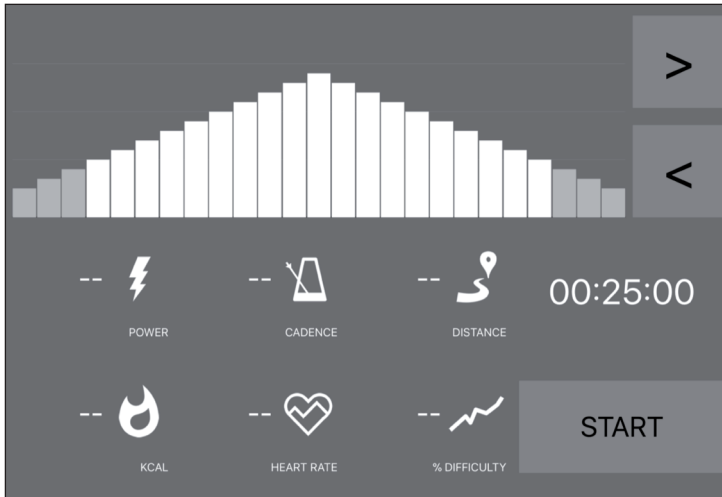 >
<
-- -- -- 00:25:00
POWER CADENCE DISTANCE
-- -- -- START
KCAL HEART RATE % DIFFICULTY